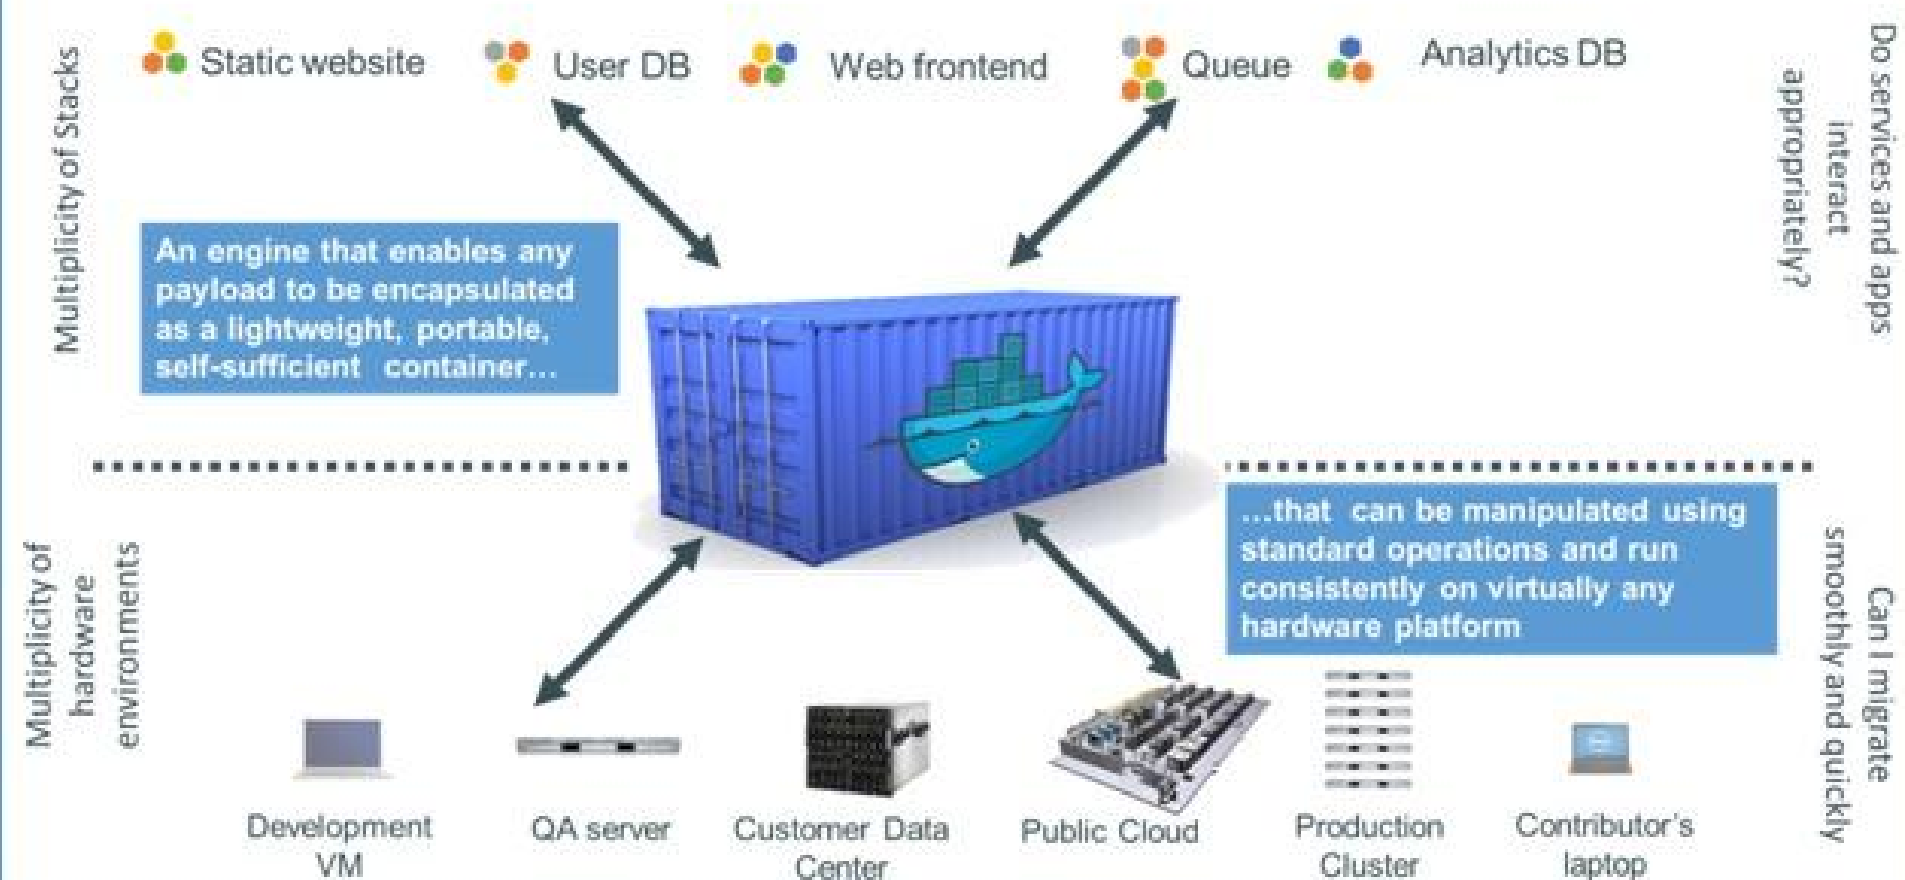 Static website
User DB
Web frontend
Queue
Analytics DB
Multiplicity of Stacks
Do services and apps
interact
appropriately?
An engine that enables any
payload to be encapsulated
as a lightweight, portable,
self-sufficient container...
...that can be manipulated using
standard operations and run
consistently on virtually any
hardware platform
Multiplicity of
hardware
environments
Can I migrate
smoothly and quickly
Development
VM
QA server
Customer Data
Center
Public Cloud
Production
Cluster
Contributor's
laptop